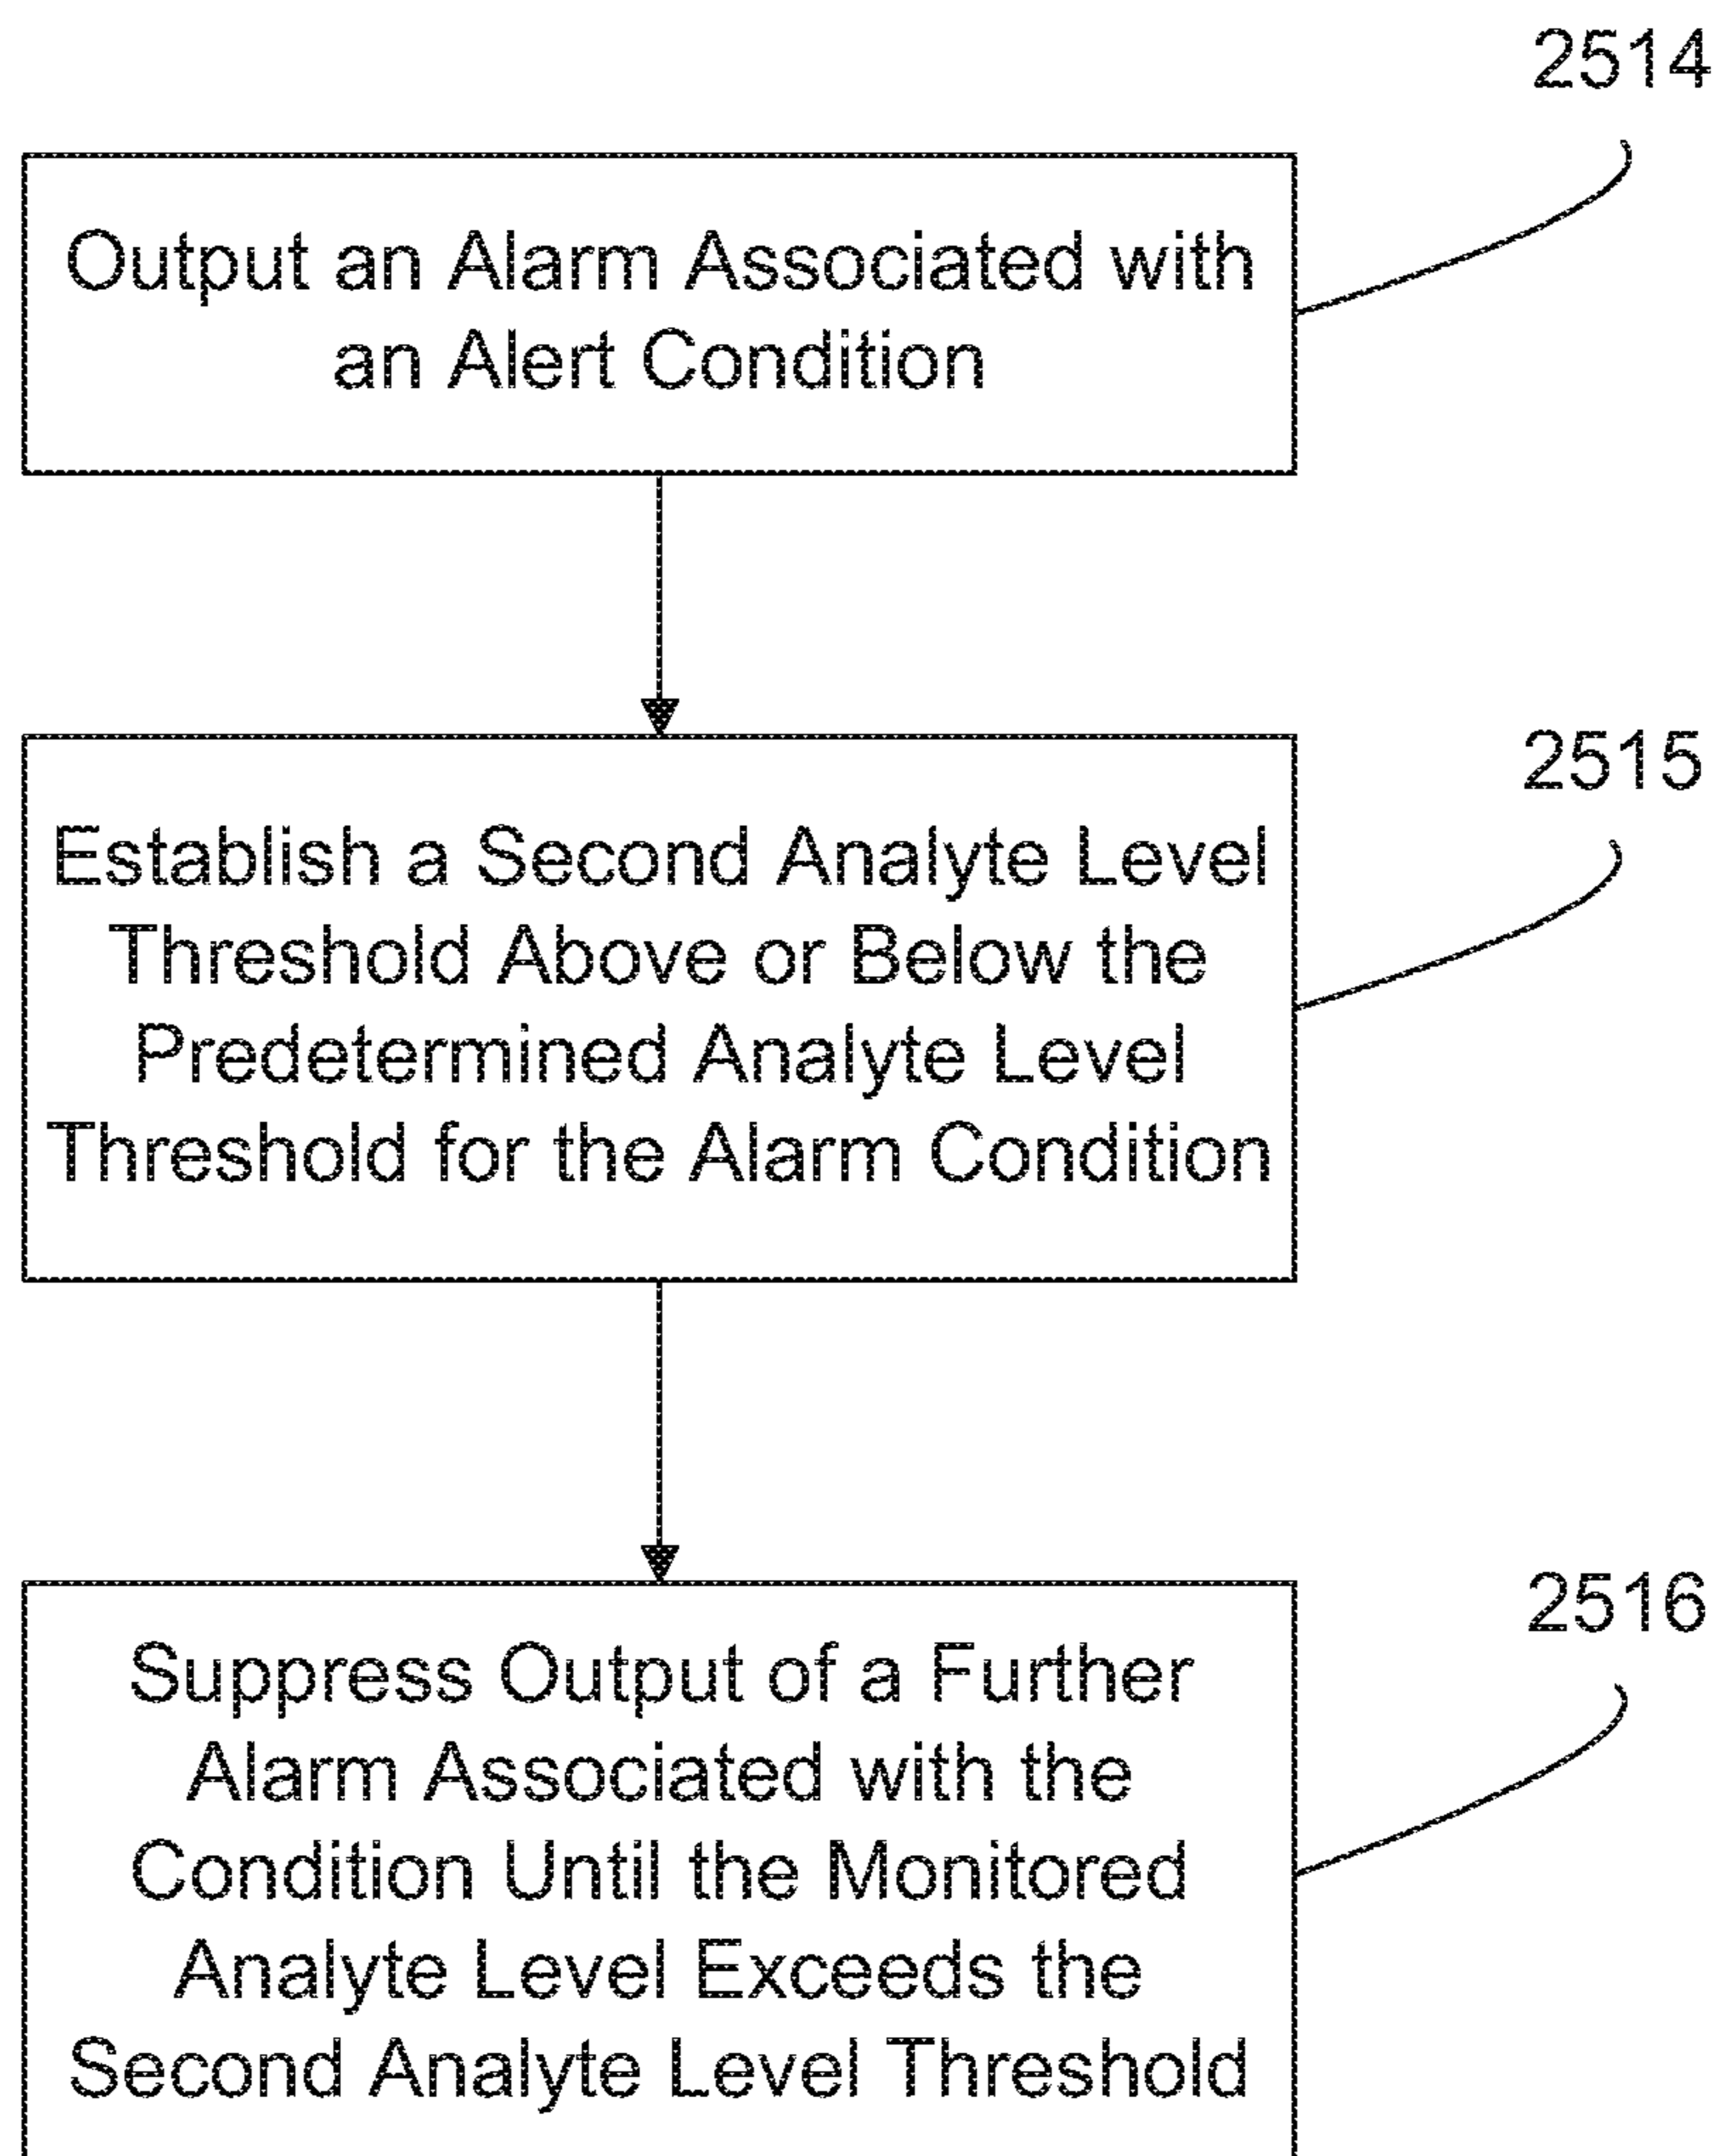 2514
Output an Alarm Associated with
an Alert Condition
2515
Establish a Second Analyte Level
Threshold Above or Below the
Predetermined Analyte Level
Threshold for the Alarm Condition
2516
Suppress Output of a Further
Alarm Associated with the
Condition Until the Monitored
Analyte Level Exceeds the
Second Analyte Level Threshold